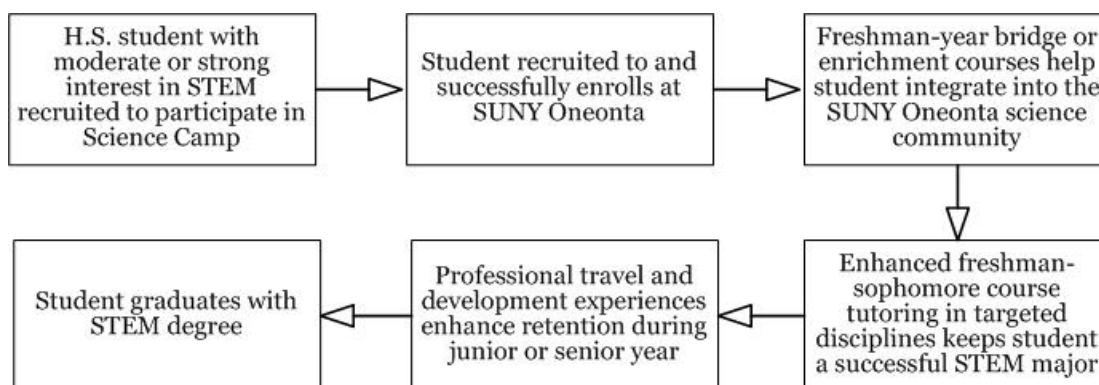 H.S. student with
moderate or strong
interest in STEM
recruited to participate in
Science Camp
Student recruited to and
successfully enrolls at
SUNY Oneonta
Freshman-year bridge or
enrichment courses help
student integrate into the
SUNY Oneonta science
community
Enhanced freshman-
sophomore course
tutoring in targeted
disciplines keeps student
a successful STEM major
Professional travel and
development experiences
enhance retention during
junior or senior year
Student graduates with
STEM degree